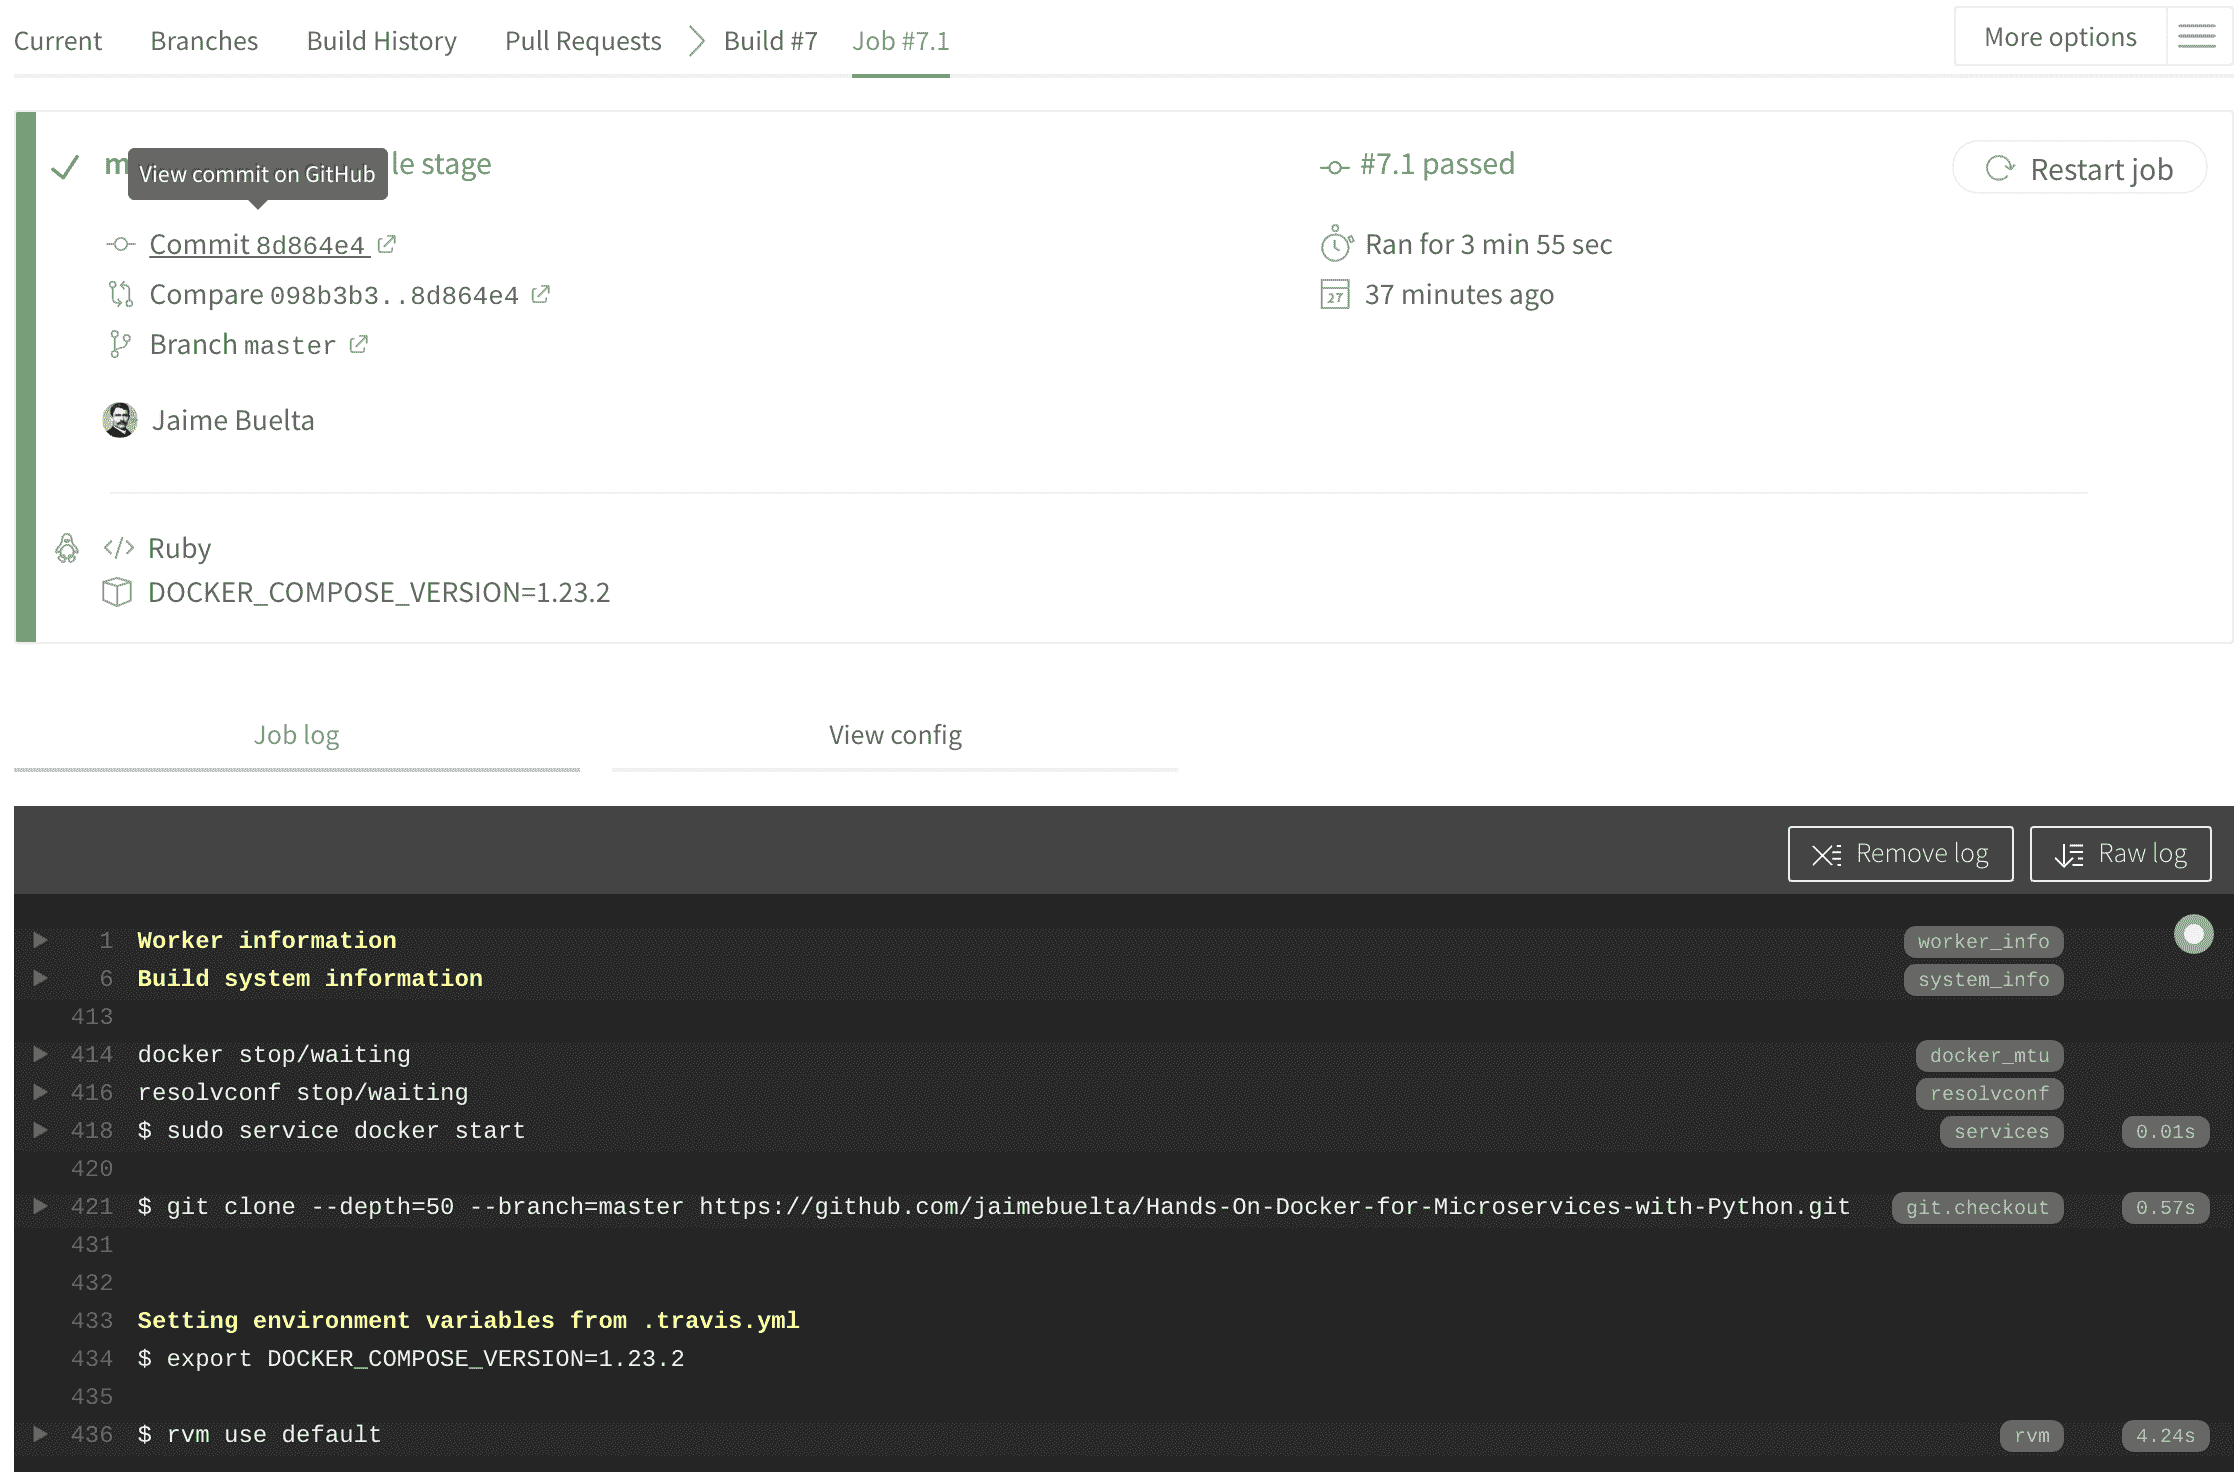 Current Branches Build History Pull Requests Build #7 Job #7.1 More options
View commit on GitHub
le stage
#7.1 passed
Restart job
Commit 8d864e4
Ran for 3 min 55 sec
Compare 098b3b3..8d864e4
27 37 minutes ago
Branch master
Jaime Buelta
</> Ruby
DOCKER_COMPOSE_VERSION=1.23.2
Job log View config
Remove log Raw log
1 Worker information worker_info
6 Build system information system_info
413
414 docker stop/waiting docker_mtu
416 resolvconf stop/waiting resolvconf
418 $ sudo service docker start services 0.01s
420
421 $ git clone --depth=50 --branch=master https://github.com/jaimebuelta/Hands-On-Docker-for-Microservices-with-Python.git git.checkout 0.57s
431
432
433 Setting environment variables from .travis.yml
434 $ export DOCKER_COMPOSE_VERSION=1.23.2
435
436 $ rvm use default rvm 4.24s